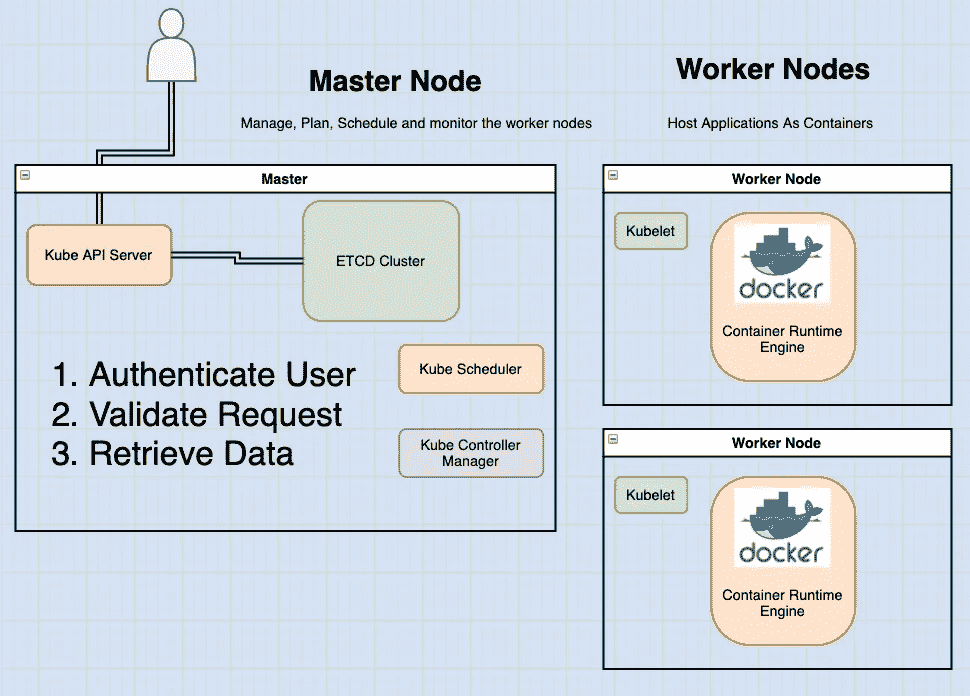 Master Node
Manage, Plan, Schedule and monitor the worker nodes
Worker Nodes
Host Applications As Containers
Master
Kube API Server
ETCD Cluster
Kube Scheduler
Kube Controller
Manager
1. Authenticate User
2. Validate Request
3. Retrieve Data
Worker Node
Kubelet
docker
Container Runtime
Engine
Worker Node
Kubelet
docker
Container Runtime
Engine